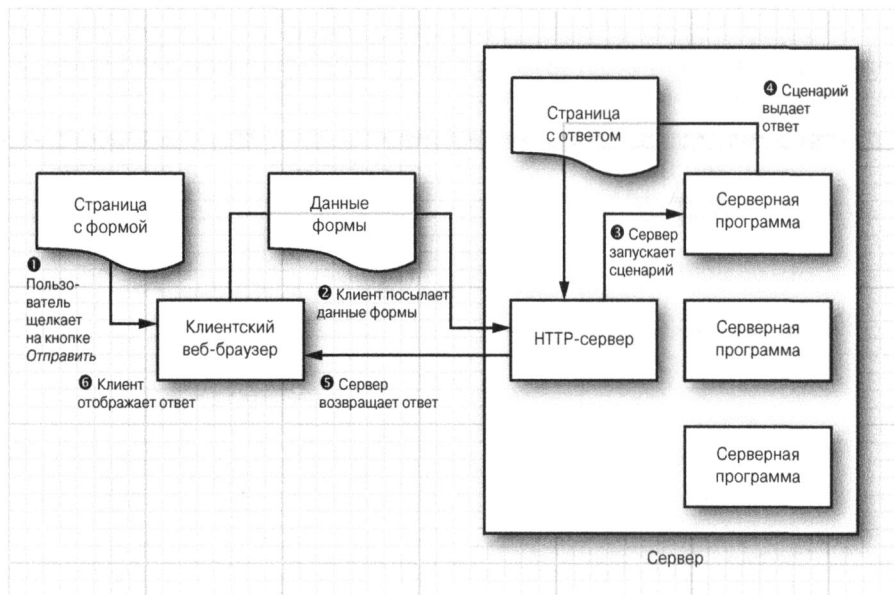 Страница
с формой
❶
Пользо-
ватель
щелкает
на кнопке
Отправить
Данные
формы
❷ Клиент посылает
данные формы
Клиентский
веб-браузер
❻ Клиент
отображает ответ
❺ Сервер
возвращает ответ
Страница
с ответом
❹ Сценарий
выдает
ответ
❸ Сервер
запускает
сценарий
HTTP-сервер
Серверная
программа
Серверная
программа
Серверная
программа
Сервер